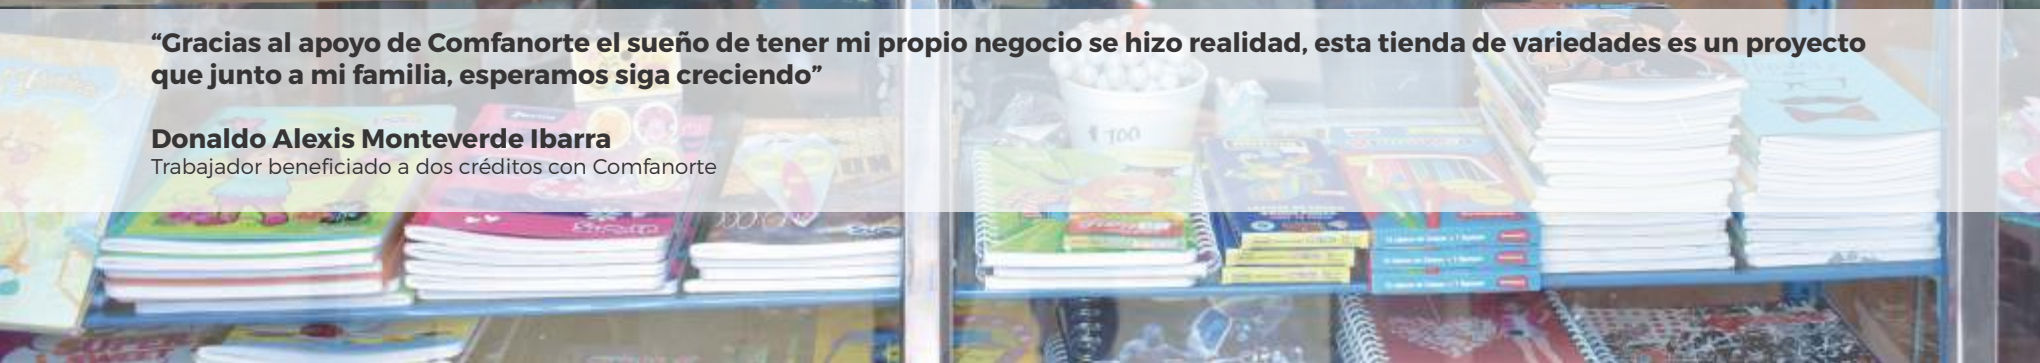 “Gracias al apoyo de Comfanorte el sueño de tener mi propio negocio se hizo realidad, esta tienda de variedades es un proyecto
que junto a mi familia, esperamos siga creciendo”
Donaldo Alexis Monteverde Ibarra
Trabajador beneficiado a dos créditos con Comfanorte
$ 100